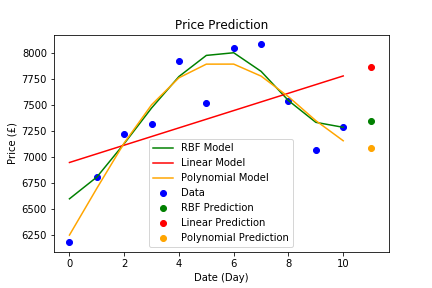 Price Prediction
Price (£)
8000
7750
7500
7250
7000
6750
6500
6250
RBF Model
Linear Model
Polynomial Model
Data
RBF Prediction
Linear Prediction
Polynomial Prediction
0 2 4 6 8 10
Date (Day)